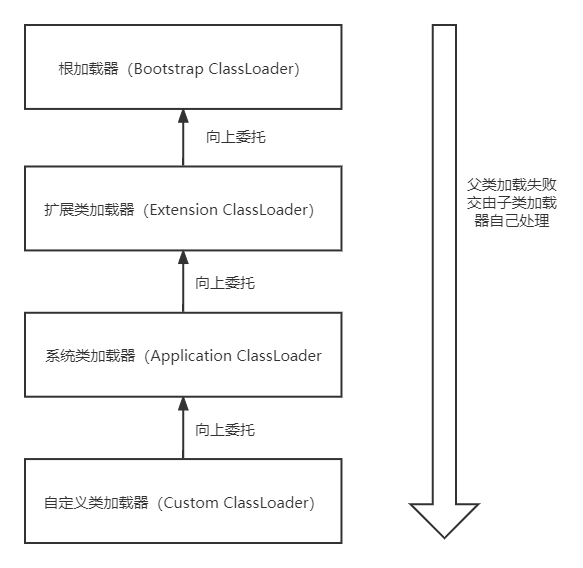 根加载器（Bootstrap ClassLoader）
向上委托
扩展类加载器（Extension ClassLoader）
向上委托
系统类加载器（Application ClassLoader
向上委托
自定义类加载器（Custom ClassLoader）
父类加载失败
交由子类加载
器自己处理